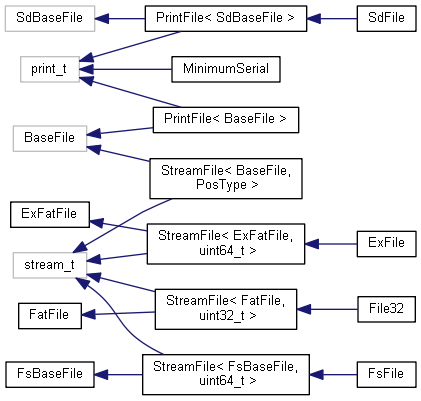 SdBaseFile
PrintFile< SdBaseFile >
SdFile
print_t
MinimumSerial
PrintFile< BaseFile >
BaseFile
StreamFile< BaseFile,
PosType >
ExFatFile
StreamFile< ExFatFile,
uint64_t >
ExFile
stream_t
StreamFile< FatFile,
uint32_t >
File32
FatFile
StreamFile< FsBaseFile,
uint64_t >
FsFile
FsBaseFile